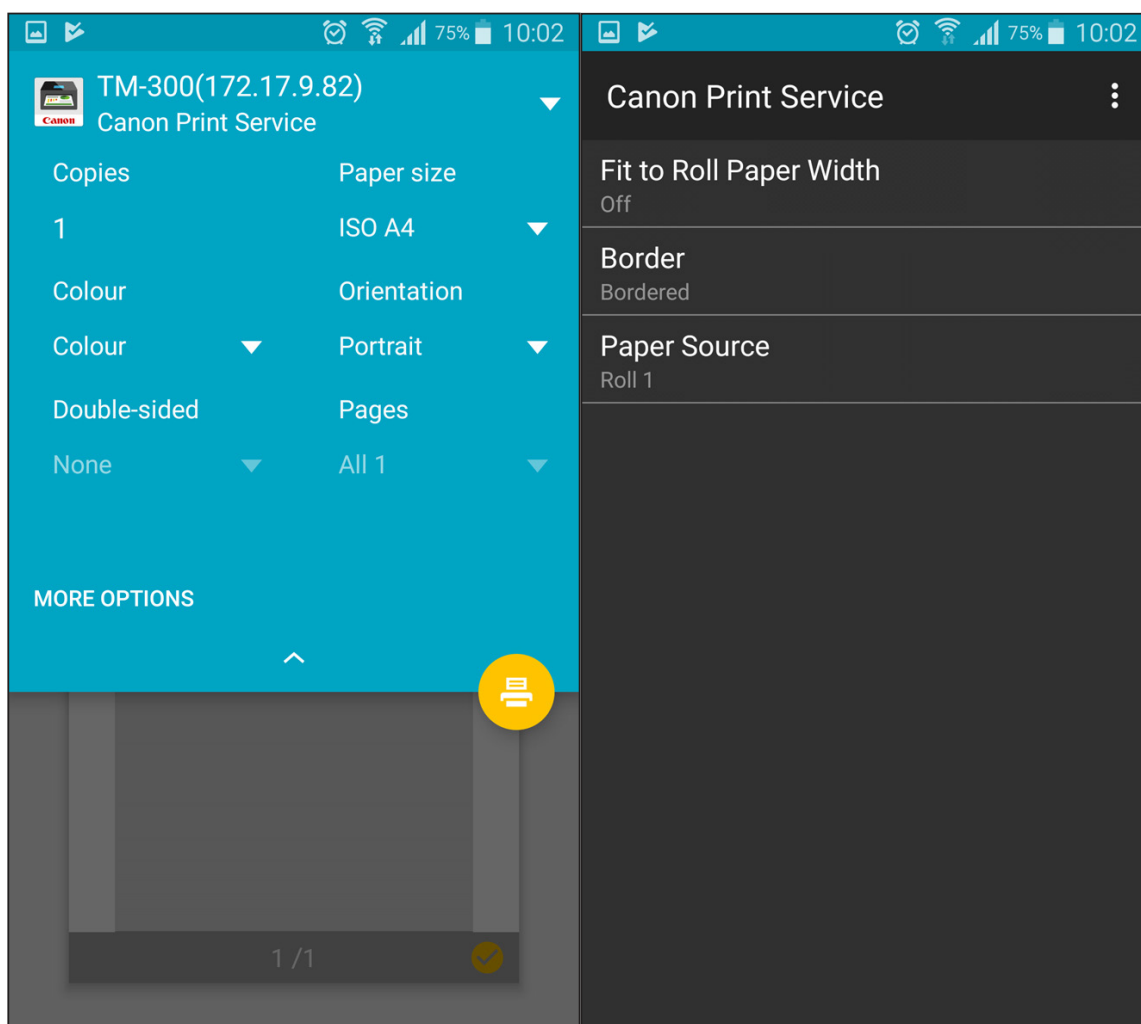 75% 10:02
TM-300(172.17.9.82)
Canon Print Service
Canon
Copies
Paper size
1
ISO A4
Colour
Orientation
Colour
Portrait
Double-sided
Pages
None
All 1
MORE OPTIONS
1 /1
75% 10:02
Canon Print Service
Fit to Roll Paper Width
Off
Border
Bordered
Paper Source
Roll 1